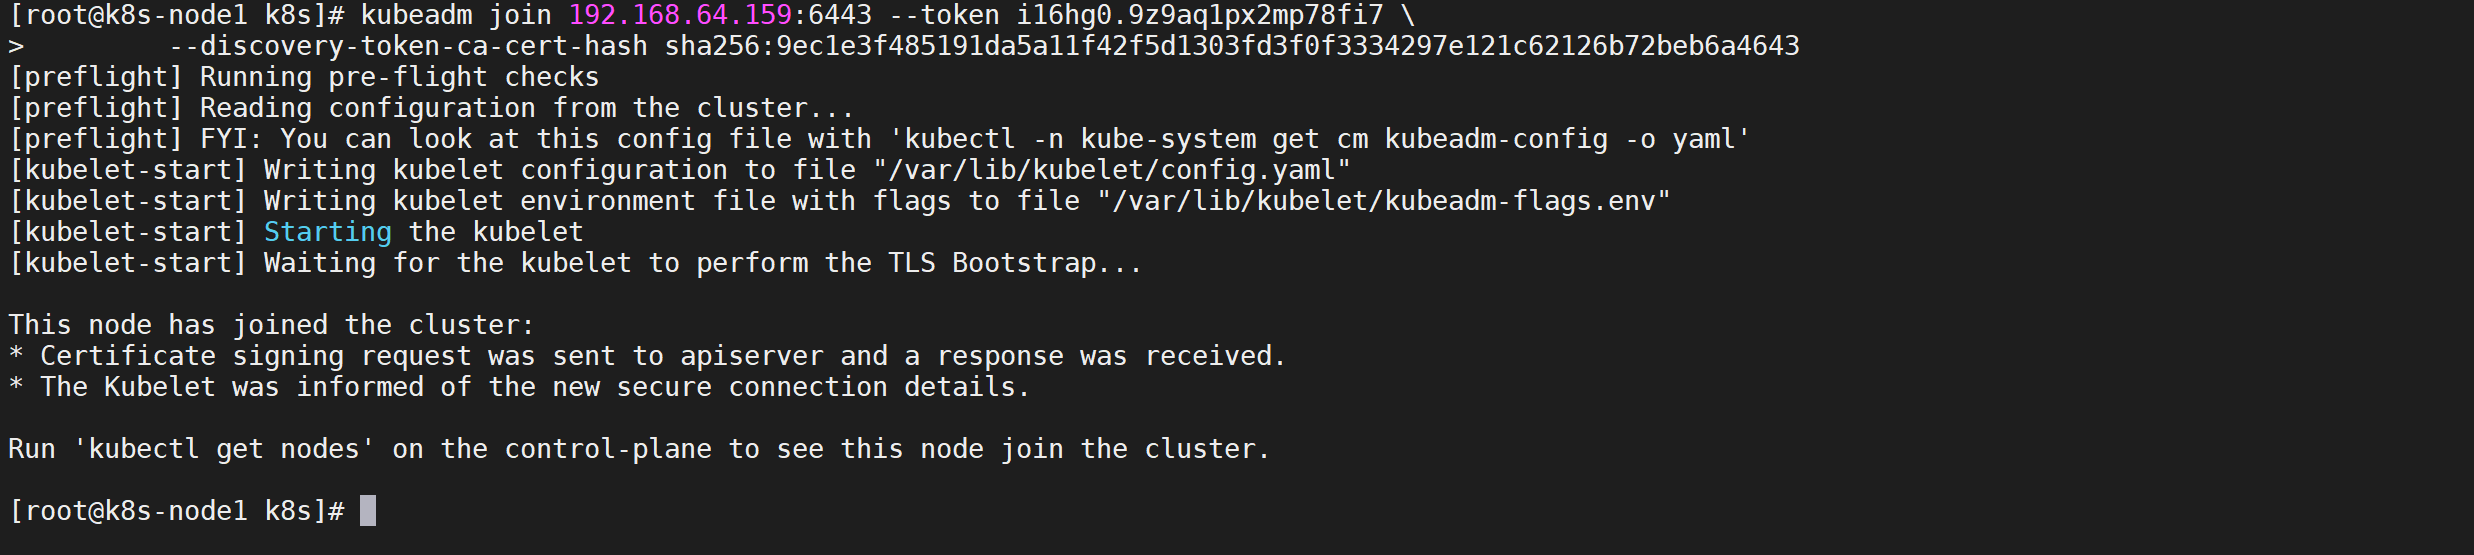 [root@k8s-node1 k8s]# kubeadm join 192.168.64.159:6443 --token i16hg0.9z9aq1px2mp78fi7 \
>         --discovery-token-ca-cert-hash sha256:9ec1e3f485191da5a11f42f5d1303fd3f0f3334297e121c62126b72beb6a4643
[preflight] Running pre-flight checks
[preflight] Reading configuration from the cluster...
[preflight] FYI: You can look at this config file with 'kubectl -n kube-system get cm kubeadm-config -o yaml'
[kubelet-start] Writing kubelet configuration to file "/var/lib/kubelet/config.yaml"
[kubelet-start] Writing kubelet environment file with flags to file "/var/lib/kubelet/kubeadm-flags.env"
[kubelet-start] Starting the kubelet
[kubelet-start] Waiting for the kubelet to perform the TLS Bootstrap...

This node has joined the cluster:
* Certificate signing request was sent to apiserver and a response was received.
* The Kubelet was informed of the new secure connection details.

Run 'kubectl get nodes' on the control-plane to see this node join the cluster.

[root@k8s-node1 k8s]#